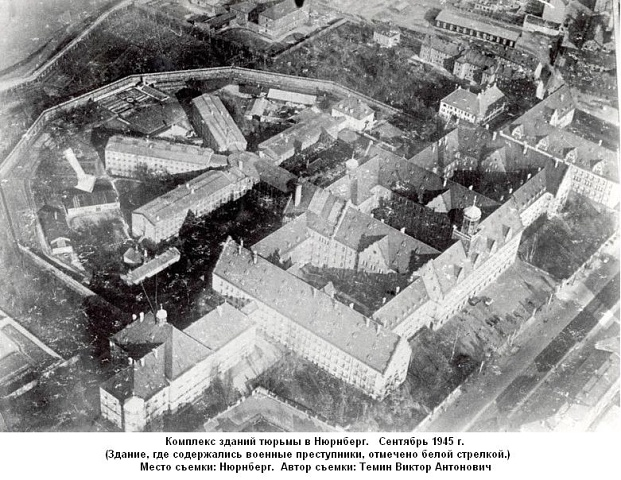 Комплекс зданий тюрьмы в Нюрнберг. Сентябрь 1945 г.
(Здание, где содержались военные преступники, отмечено белой стрелкой.)
Место съемки: Нюрнберг. Автор съемки: Темин Виктор Антонович